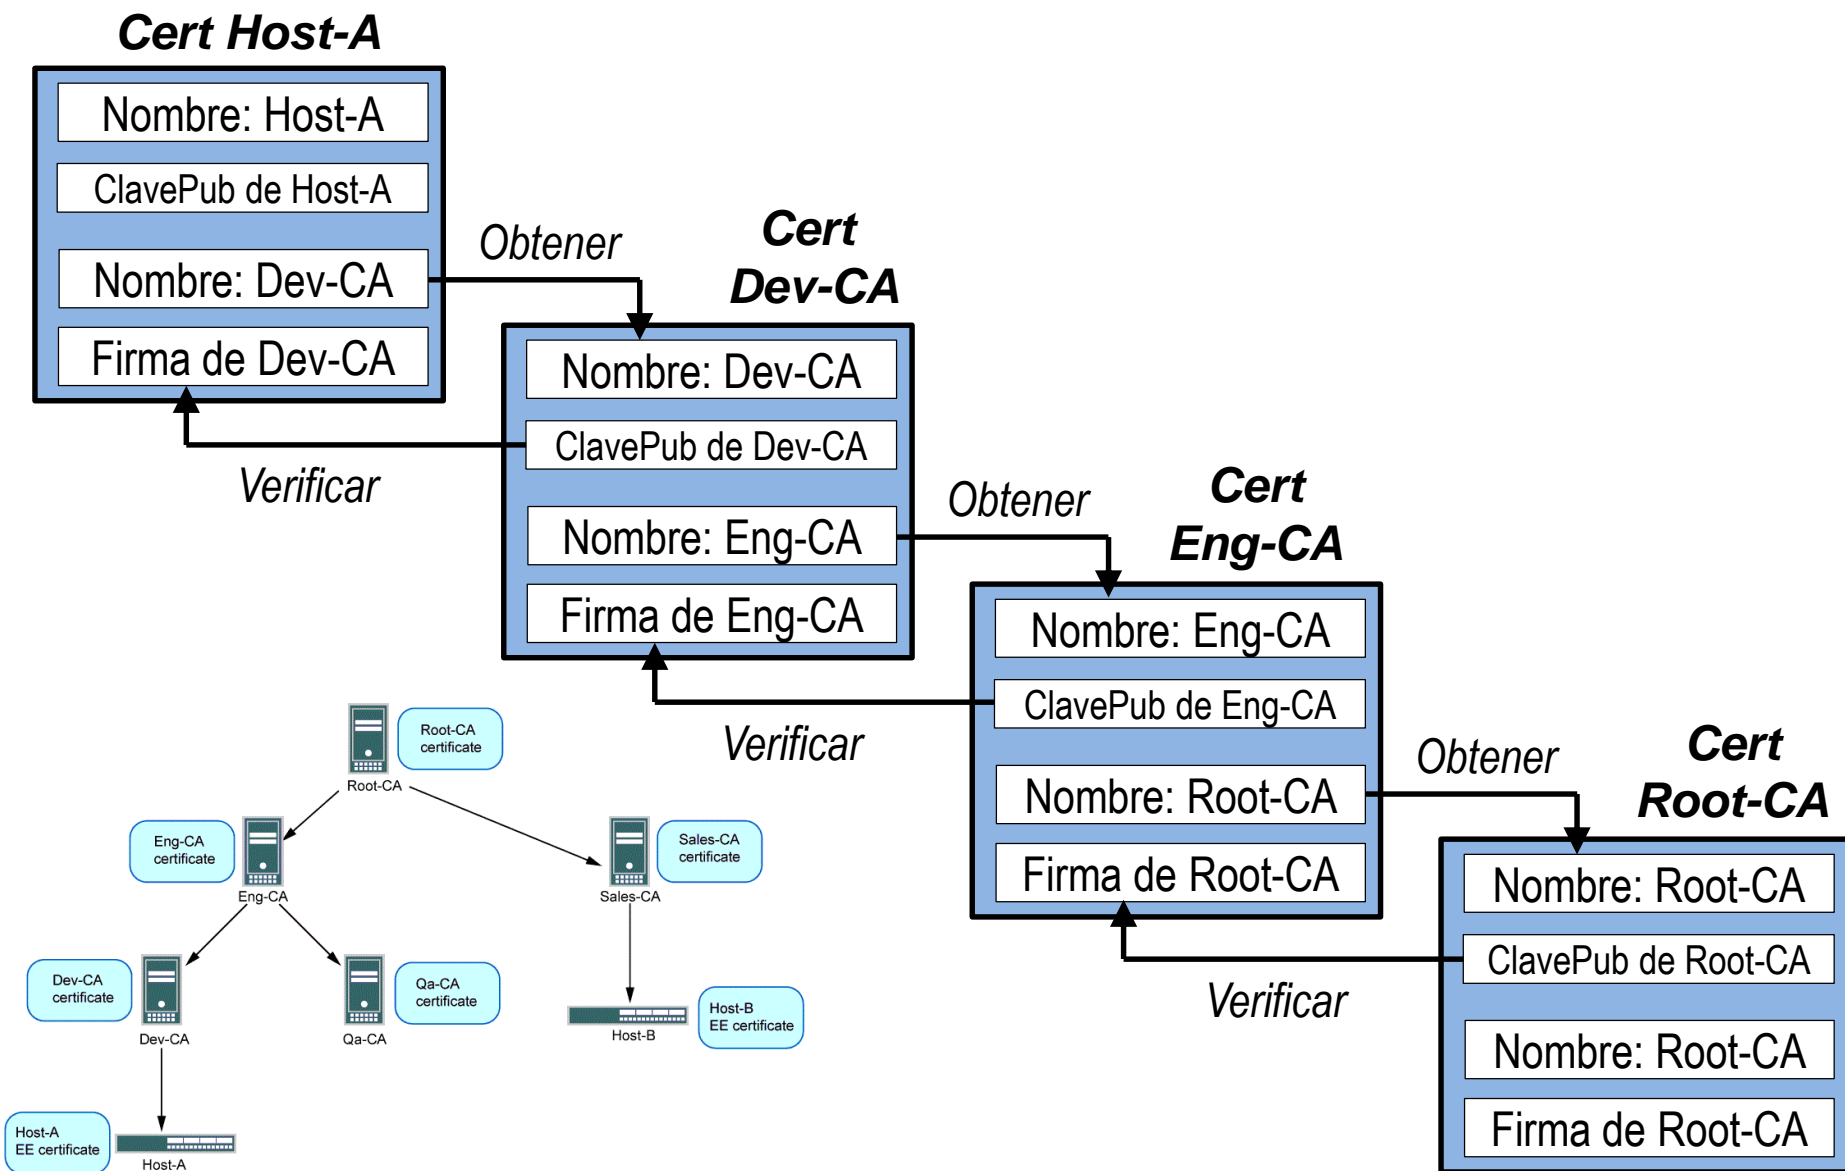 Cert Host-A
Nombre: Host-A
ClavePub de Host-A
Nombre: Dev-CA
Firma de Dev-CA
Obtener
Verificar
Cert
Dev-CA
Nombre: Dev-CA
ClavePub de Dev-CA
Nombre: Eng-CA
Firma de Eng-CA
Obtener
Verificar
Cert
Eng-CA
Nombre: Eng-CA
ClavePub de Eng-CA
Nombre: Root-CA
Firma de Root-CA
Obtener
Verificar
Cert
Root-CA
Nombre: Root-CA
ClavePub de Root-CA
Nombre: Root-CA
Firma de Root-CA
Root-CA
certificate
Root-CA
Eng-CA
certificate
Eng-CA
Sales-CA
certificate
Sales-CA
Dev-CA
certificate
Dev-CA
Qa-CA
certificate
Qa-CA
Host-B
EE certificate
Host-B
Host-A
EE certificate
Host-A